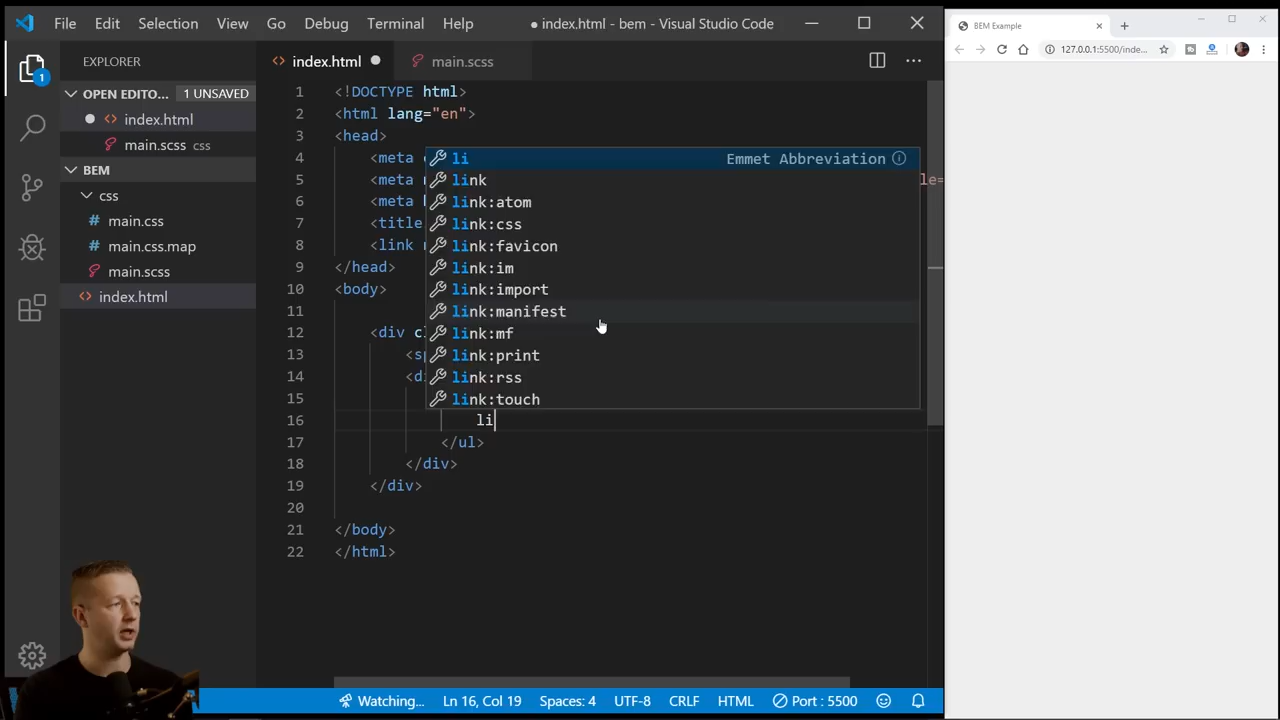 File Edit Selection View Go Debug Terminal Help
● index.html - bem - Visual Studio Code
BEM Example
127.0.0.1:5500/inde...
EXPLORER
OPEN EDITO... 1 UNSAVED
index.html
main.scss css
BEM
css
main.css
main.css.map
main.scss
index.html
1
index.html
main.scss
1 <!DOCTYPE html>
2 <html lang="en">
3 <head>
4 <meta
5 <meta le=
6 <meta
7 <title
8 <link
9 </head>
10 <body>
11
12 <div cl
13 <sp
14 <di
15
16 li
17 </ul>
18 </div>
19 </div>
20
21 </body>
22 </html>
li Emmet Abbreviation
link
link:atom
link:css
link:favicon
link:im
link:import
link:manifest
link:mf
link:print
link:rss
link:touch
Watching... Ln 16, Col 19 Spaces: 4 UTF-8 CRLF HTML Port : 5500